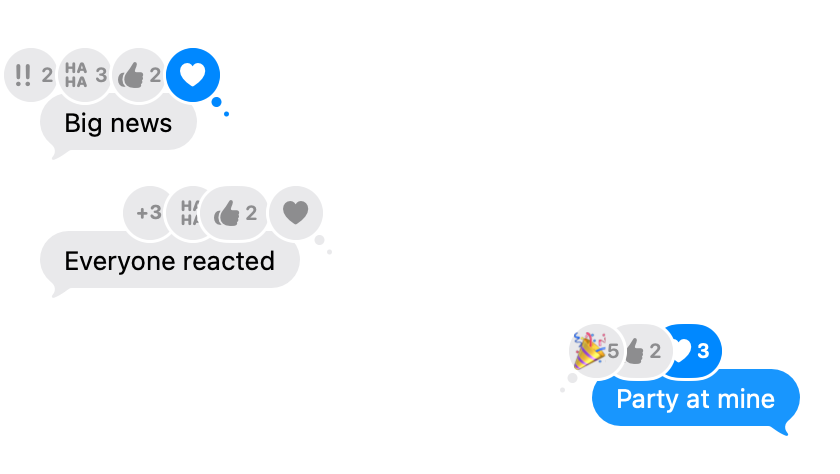 !! 2 HA HA 3 2
Big news
+3 HA HA 2
Everyone reacted
5 2 3
Party at mine